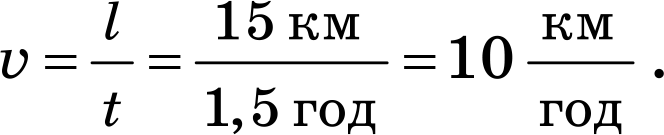 v = l/t = 15 км/1,5 год = 10 км/год.